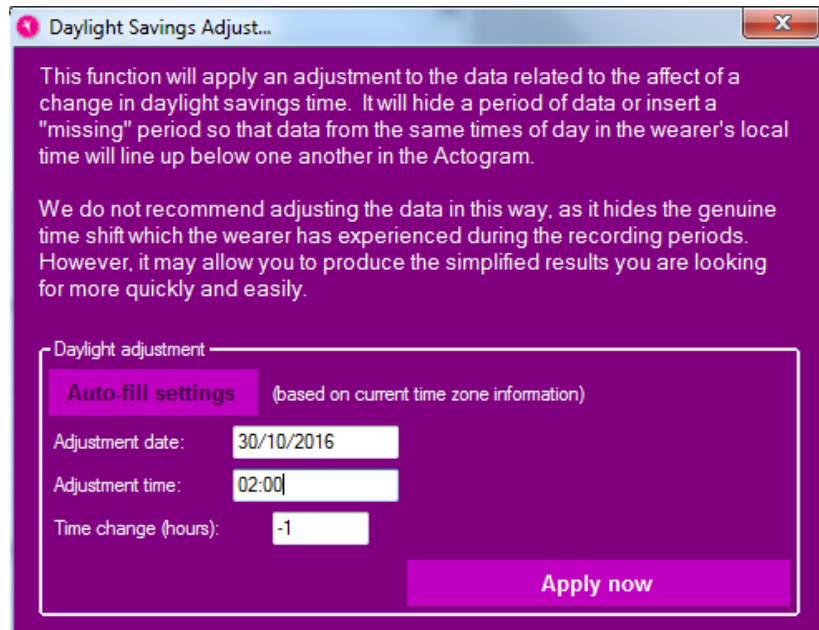 Daylight Savings Adjust...
This function will apply an adjustment to the data related to the affect of a
change in daylight savings time. It will hide a period of data or insert a
"missing" period so that data from the same times of day in the wearer's local
time will line up below one another in the Actogram.
We do not recommend adjusting the data in this way, as it hides the genuine
time shift which the wearer has experienced during the recording periods.
However, it may allow you to produce the simplified results you are looking
for more quickly and easily.
Daylight adjustment
Auto-fill settings (based on current time zone information)
Adjustment date: 30/10/2016
Adjustment time: 02:00
Time change (hours): -1
Apply now